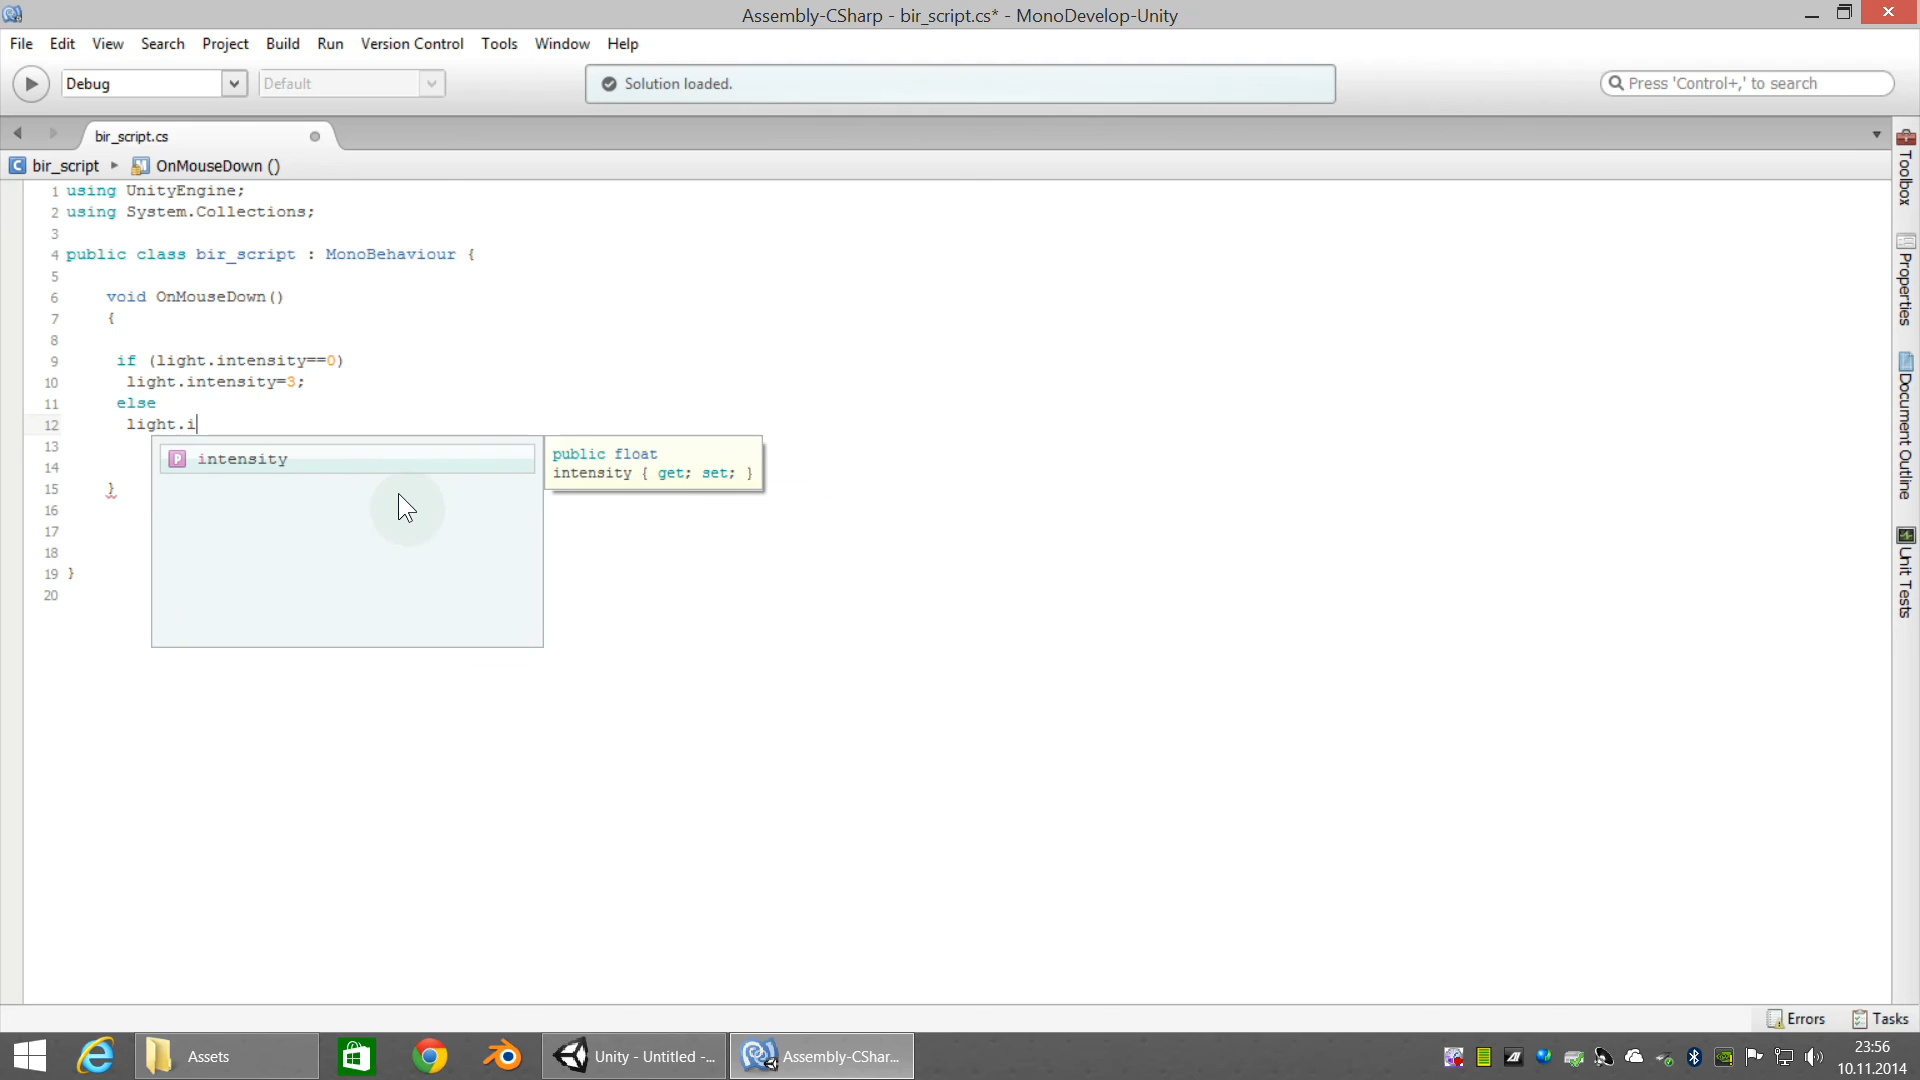 Assembly-CSharp - bir_script.cs* - MonoDevelop-Unity
File Edit View Search Project Build Run Version Control Tools Window Help
Debug Default Solution loaded. Press 'Control+,' to search
bir_script.cs
bir_script OnMouseDown ()
1 using UnityEngine;
2 using System.Collections;
3
4 public class bir_script : MonoBehaviour {
5
6 void OnMouseDown()
7 {
8
9 if (light.intensity==0)
10 light.intensity=3;
11 else
12 light.i
13
14
15 }
16
17
18
19 }
20
P intensity
public float
intensity { get; set; }
Toolbox
Properties
Document Outline
Unit Tests
Errors Tasks
Assets Unity - Untitled -... Assembly-CShar...
23:56
10.11.2014